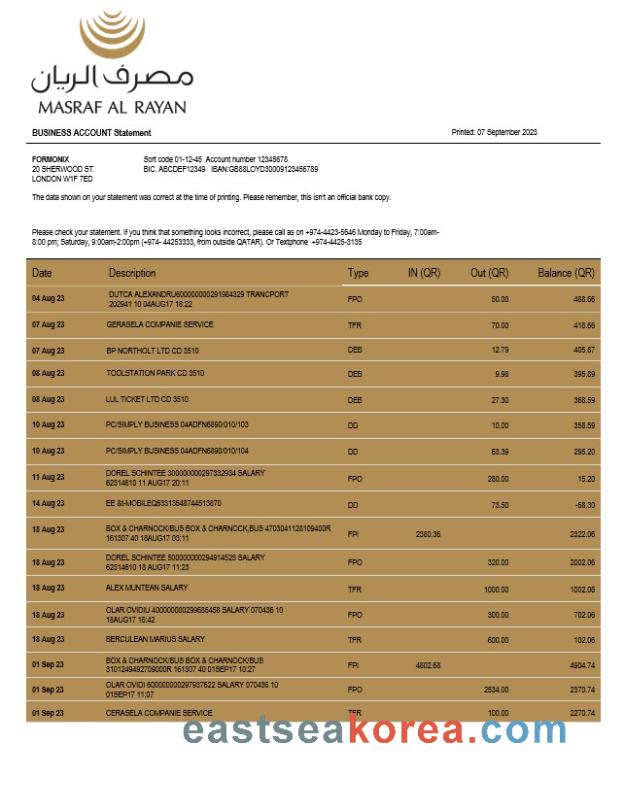 مصرف الريان
MASRAF AL RAYAN
BUSINESS ACCOUNT Statement Printed: 07 September 2023
FORMONIX Sort code 01-12-45 Account number 12345678
20 SHERWOOD ST. BIC. ABCDEF12349 IBAN:GB88LOYD30009123456789
LONDON W1F 7ED
The data shown on your statement was correct at the time of printing. Please remember, this isn't an official bank copy.
Please check your statement. If you think that something looks incorrect, please call as on +974-4423-5646 Monday to Friday, 7:00am-
8:00 pm; Saturday, 9:00am-2:00pm (+974- 44253333, from outside QATAR). Or Textphone +974-4425-3135
Date Description Type IN (QR) Out (QR) Balance (QR)
04 Aug 23 DUTCA ALEXANDRU600000000291984329 TRANCPORT FPO 50.00 488.66
202941 10 04AUG17 18:22
07 Aug 23 GERASELA COMPANIE SERVICE TFR 70.00 418.66
07 Aug 23 BP NORTHOLT LTD CD 3510 DEB 12.79 405.87
08 Aug 23 TOOLSTATION PARK CD 3510 DEB 9.98 395.89
08 Aug 23 LUL TICKET LTD CD 3510 DEB 27.30 368.59
10 Aug 23 PC/SIMPLY BUSINESS 04ADFN6890/010/103 DD 10.00 358.59
10 Aug 23 PC/SIMPLY BUSINESS 04ADFN6890/010/104 DD 63.39 295.20
11 Aug 23 DOREL SCHINTEE 300000000297332934 SALARY FPO 280.00 15.20
62314610 11 AUG17 20:11
14 Aug 23 EE &t-MOBILEQ63313548744513870 DD 73.50 -58.30
18 Aug 23 BOX & CHARNOCK/BUS BOX & CHARNOCK,BUS 4703041128109400R FPI 2380.36 2322.06
161307 40 18AUG17 03:11
18 Aug 23 DOREL SCHINTEE 500000000294914525 SALARY FPO 320.00 2002.06
62314610 18 AUG17 11:23
18 Aug 23 ALEX MUNTEAN SALARY TFR 1000.00 1002.06
18 Aug 23 OLAR OVIDIU 400000000299685458 SALARY 070436 10 FPO 300.00 702.06
18AUG17 16:42
18 Aug 23 BERCULEAN MARIUS SALARY TFR 600.00 102.06
01 Sep 23 BOX & CHARNOCK/BUS BOX & CHARNOCK/BUS FPI 4802.68 4904.74
3101249492709000R 161307 40 01SEP17 10:27
01 Sep 23 OLAR OVIDI 600000000297937622 SALARY 070436 10 FPO 2534.00 2370.74
01SEP17 11:07
01 Sep 23 CERASELA COMPANIE SERVICE TFR 100.00 2270.74
eastseakorea.com